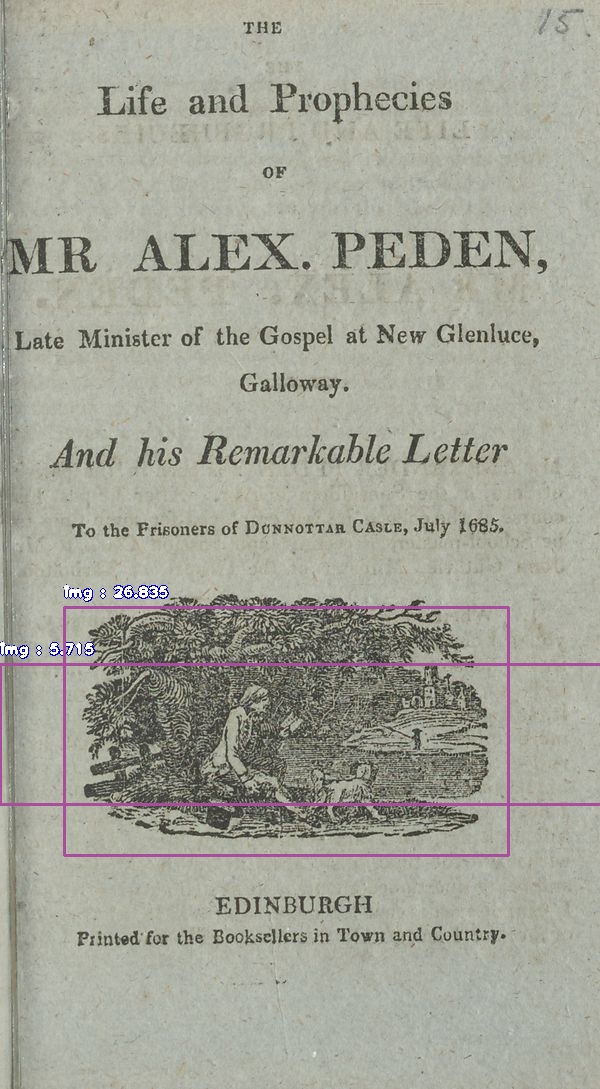 15.
THE
Life and Prophecies
OF
MR ALEX. PEDEN,
Late Minister of the Gospel at New Glenluce,
Galloway.
And his Remarkable Letter
To the Prisoners of DUNNOTTAR CASLE, July 1685.
img : 26.835
img : 5.715
EDINBURGH
Printed for the Booksellers in Town and Country.